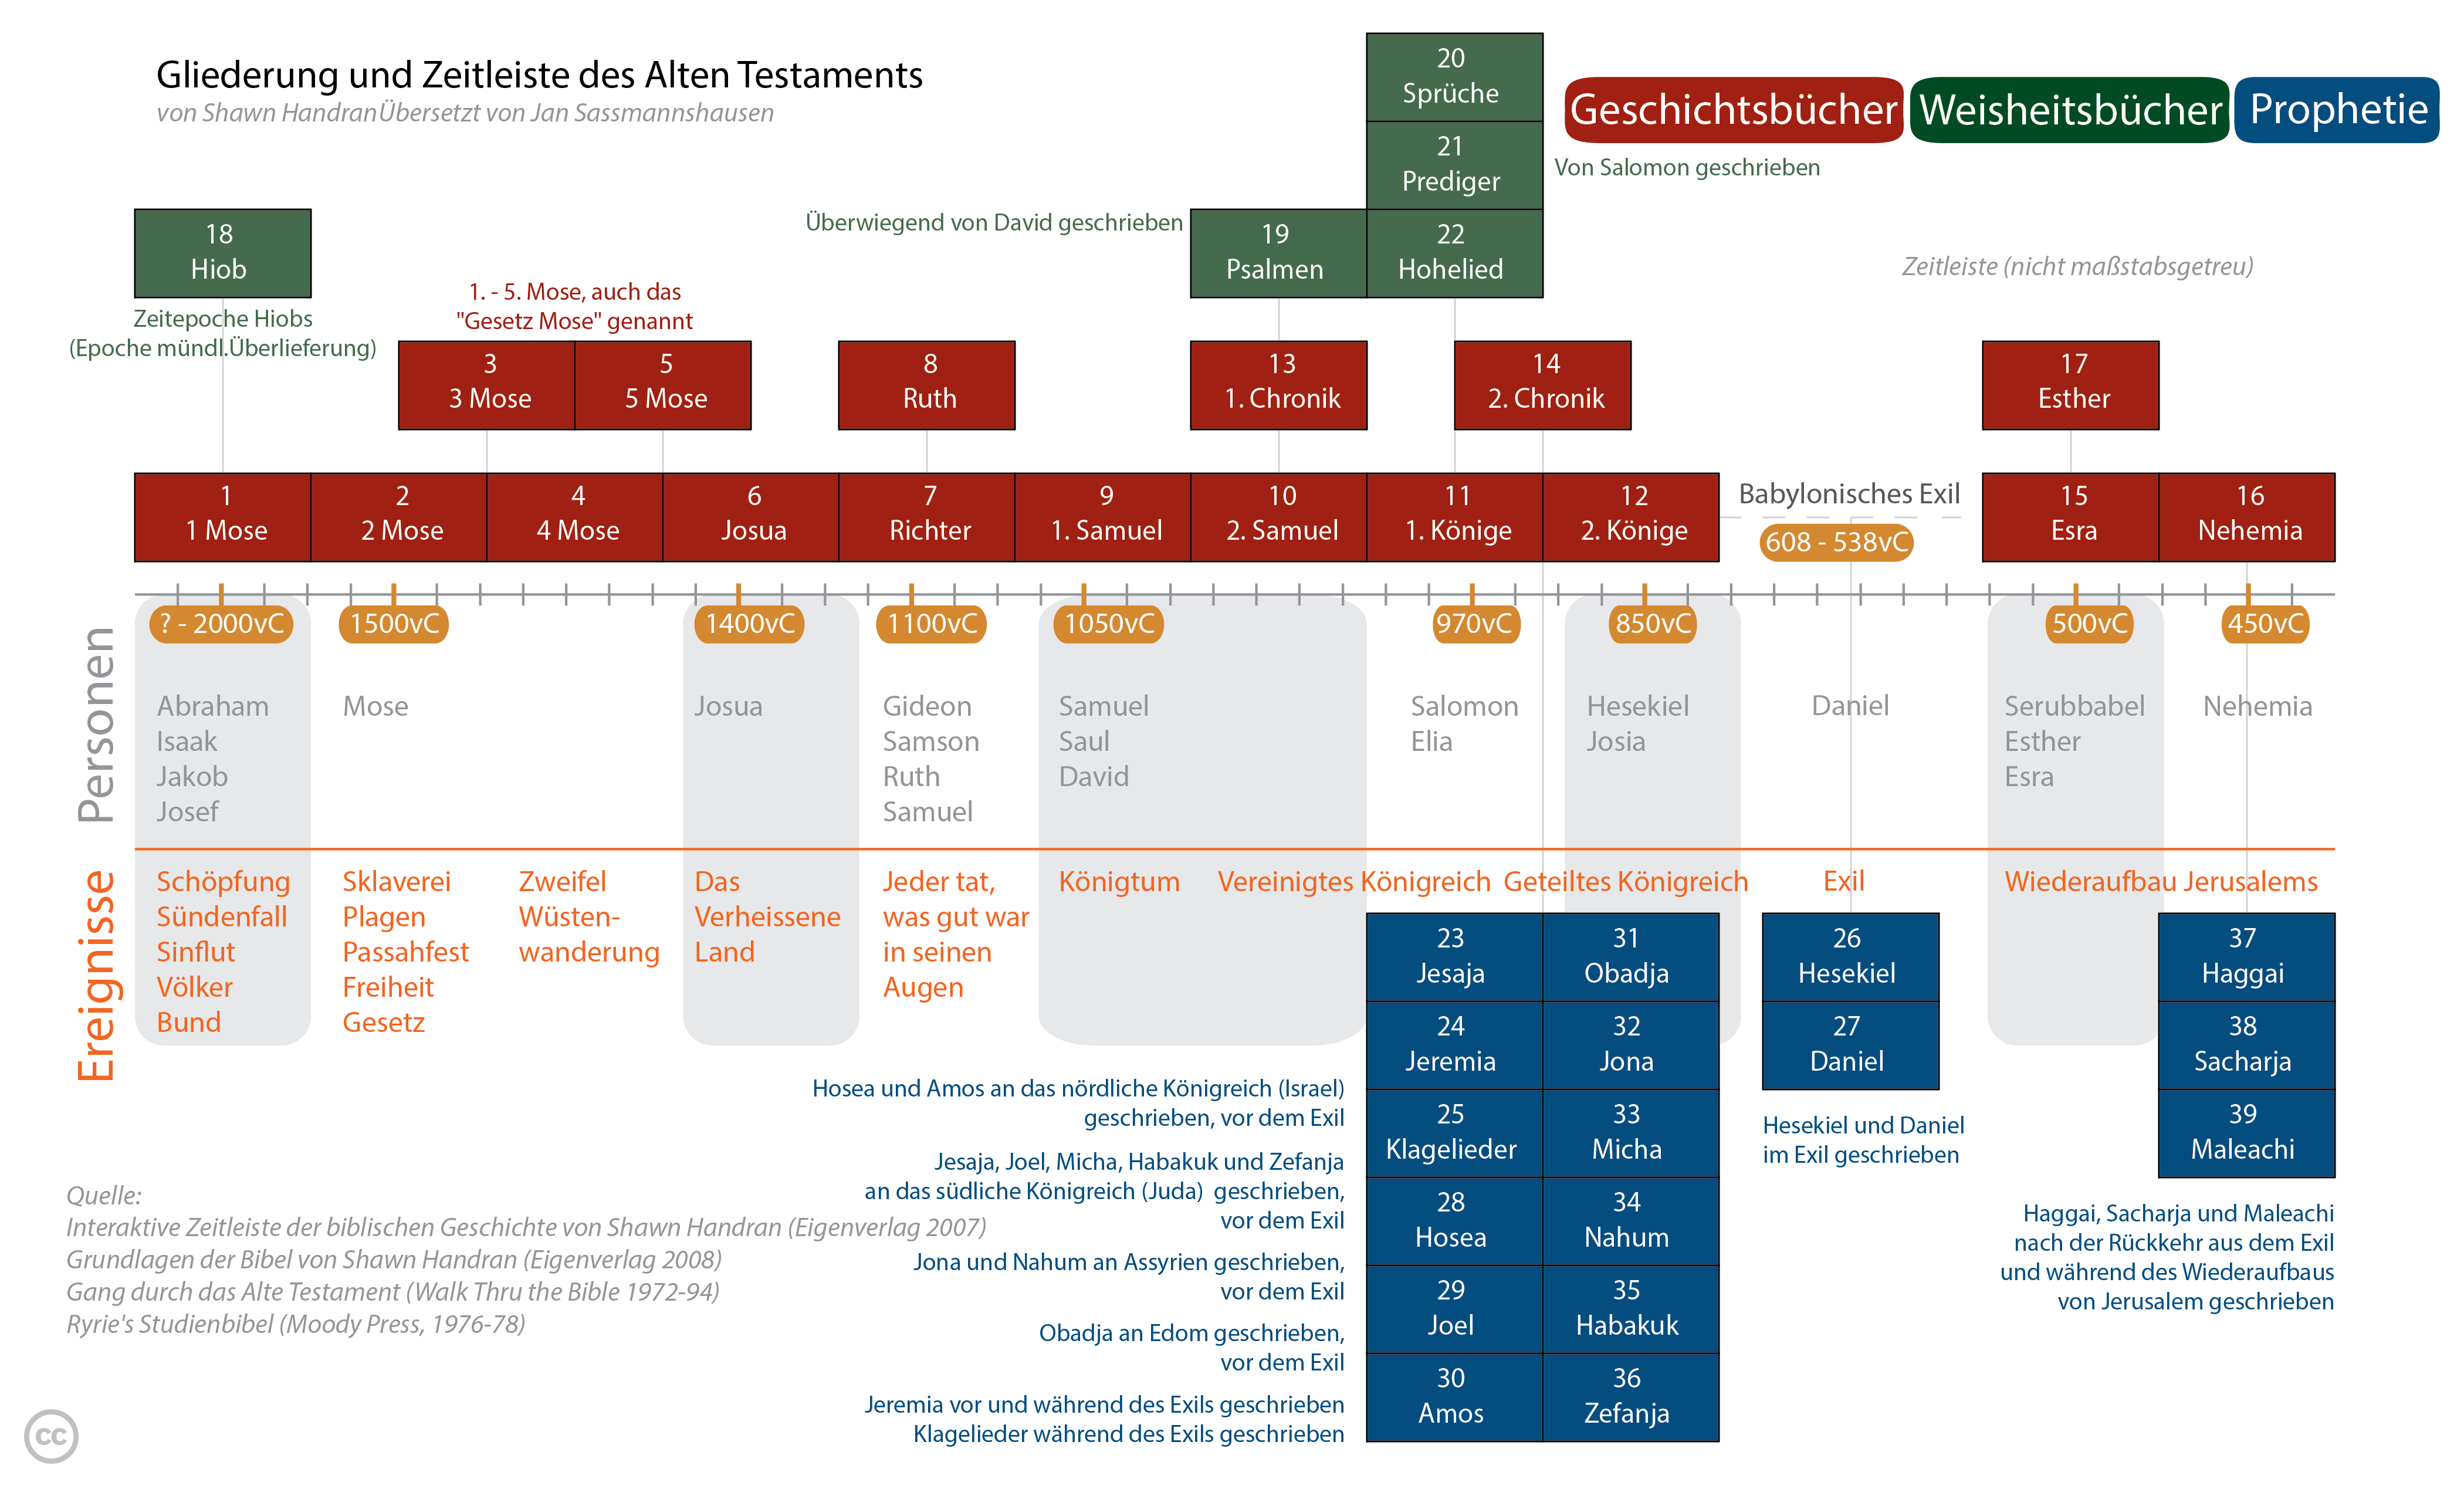 Gliederung und Zeitleiste des Alten Testaments
von Shawn HandranÜbersetzt von Jan Sassmannshausen
Geschichtsbücher
Weisheitsbücher
Prophetie
20
Sprüche
21
Prediger
Von Salomon geschrieben
Überwiegend von David geschrieben
19
Psalmen
22
Hohelied
18
Hiob
Zeitepoche Hiobs
(Epoche mündl.Überlieferung)
Zeitleiste (nicht maßstabsgetreu)
1. - 5. Mose, auch das
"Gesetz Mose" genannt
3
3 Mose
5
5 Mose
8
Ruth
13
1. Chronik
14
2. Chronik
17
Esther
1
1 Mose
2
2 Mose
4
4 Mose
6
Josua
7
Richter
9
1. Samuel
10
2. Samuel
11
1. Könige
12
2. Könige
Babylonisches Exil
608 - 538vC
15
Esra
16
Nehemia
? - 2000vC
1500vC
1400vC
1100vC
1050vC
970vC
850vC
500vC
450vC
Personen
Abraham
Isaak
Jakob
Josef
Mose
Josua
Gideon
Samson
Ruth
Samuel
Samuel
Saul
David
Salomon
Elia
Hesekiel
Josia
Daniel
Serubbabel
Esther
Esra
Nehemia
Ereignisse
Schöpfung
Sündenfall
Sinflut
Völker
Bund
Sklaverei
Plagen
Passahfest
Freiheit
Gesetz
Zweifel
Wüsten-
wanderung
Das
Verheissene
Land
Jeder tat,
was gut war
in seinen
Augen
Königtum
Vereinigtes Königreich
Geteiltes Königreich
Exil
Wiederaufbau Jerusalems
23
Jesaja
24
Jeremia
25
Klagelieder
28
Hosea
29
Joel
30
Amos
31
Obadja
32
Jona
33
Micha
34
Nahum
35
Habakuk
36
Zefanja
26
Hesekiel
27
Daniel
Hesekiel und Daniel
im Exil geschrieben
37
Haggai
38
Sacharja
39
Maleachi
Haggai, Sacharja und Maleachi
nach der Rückkehr aus dem Exil
und während des Wiederaufbaus
von Jerusalem geschrieben
Hosea und Amos an das nördliche Königreich (Israel)
geschrieben, vor dem Exil
Jesaja, Joel, Micha, Habakuk und Zefanja
an das südliche Königreich (Juda) geschrieben,
vor dem Exil
Jona und Nahum an Assyrien geschrieben,
vor dem Exil
Obadja an Edom geschrieben,
vor dem Exil
Jeremia vor und während des Exils geschrieben
Klagelieder während des Exils geschrieben
Quelle:
Interaktive Zeitleiste der biblischen Geschichte von Shawn Handran (Eigenverlag 2007)
Grundlagen der Bibel von Shawn Handran (Eigenverlag 2008)
Gang durch das Alte Testament (Walk Thru the Bible 1972-94)
Ryrie's Studienbibel (Moody Press, 1976-78)
cc